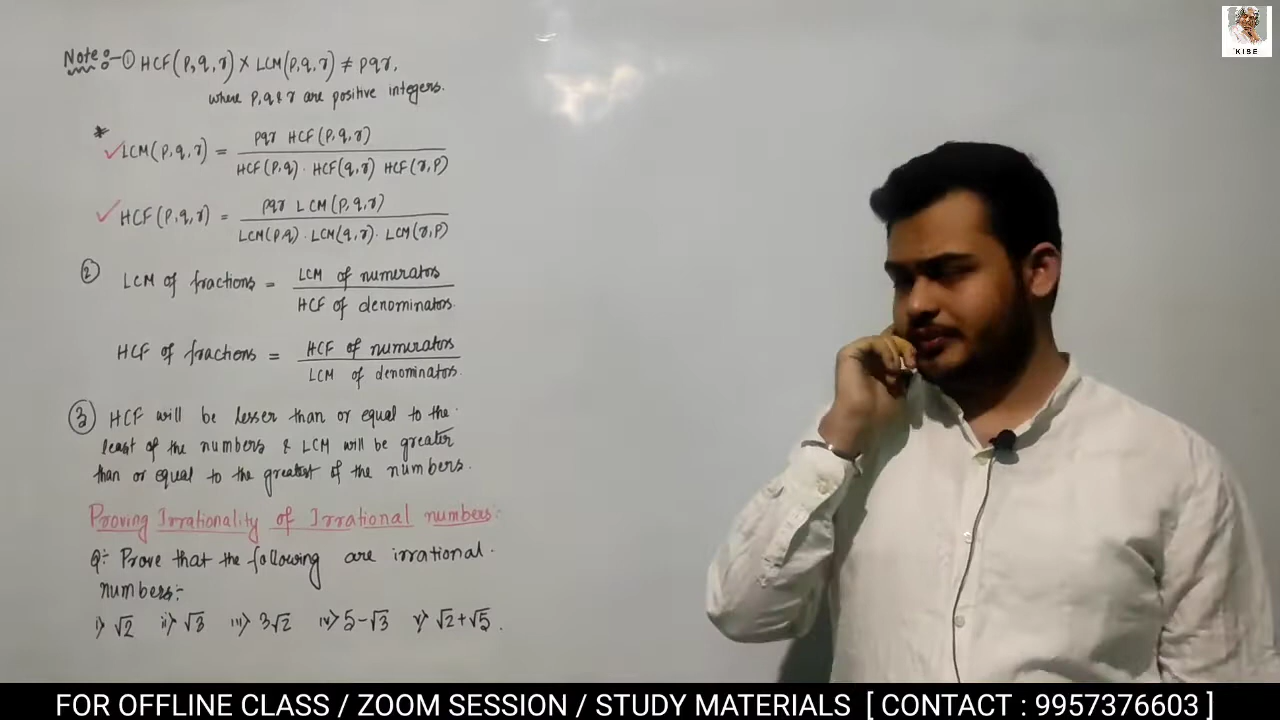 Note:- ① HCF(p,q,r) × LCM(p,q,r) ≠ pqr,
where p,q & r are positive integers.
* ✓ LCM(p,q,r) = pqr HCF(p,q,r) / HCF(p,q) · HCF(q,r) HCF(r,p)
✓ HCF(p,q,r) = pqr LCM(p,q,r) / LCM(p,q) · LCM(q,r) · LCM(r,p)
② LCM of fractions = LCM of numerators / HCF of denominators
HCF of fractions = HCF of numerators / LCM of denominators.
③ HCF will be lesser than or equal to the
least of the numbers & LCM will be greater
than or equal to the greatest of the numbers.
Proving Irrationality of Irrational numbers:
Q:- Prove that the following are irrational
numbers:-
i) √2 ii) √3 iii) 3√2 iv) 5-√3 v) √2+√5.
KISE
FOR OFFLINE CLASS / ZOOM SESSION / STUDY MATERIALS [ CONTACT : 9957376603 ]